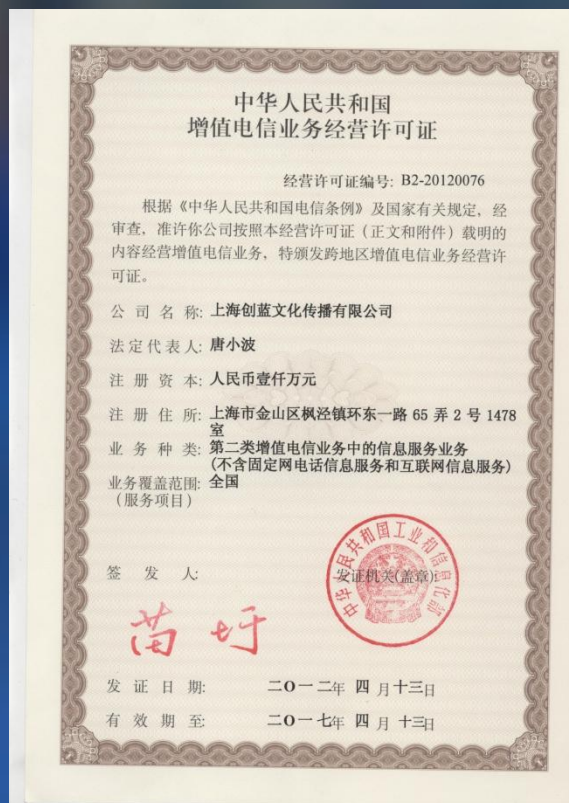 中华人民共和国
增值电信业务经营许可证
经营许可证编号: B2-20120076
根据《中华人民共和国电信条例》及国家有关规定，经
审查，准许你公司按照本经营许可证（正文和附件）载明的
内容经营增值电信业务，特颁发跨地区增值电信业务经营许
可证。
公司名称: 上海创蓝文化传播有限公司
法定代表人: 唐小波
注册资本: 人民币壹仟万元
注册住所: 上海市金山区枫泾镇环东一路 65 弄 2 号 1478
室
业务种类: 第二类增值电信业务中的信息服务业务
(不含固定网电话信息服务和互联网信息服务)
业务覆盖范围: 全国
（服务项目）
签发人:
发证机关(盖章):
中华人民共和国工业和信息化部
苗圩
发证日期: 二O一二年 四 月 十三日
有效期至: 二O一七年 四 月 十三日